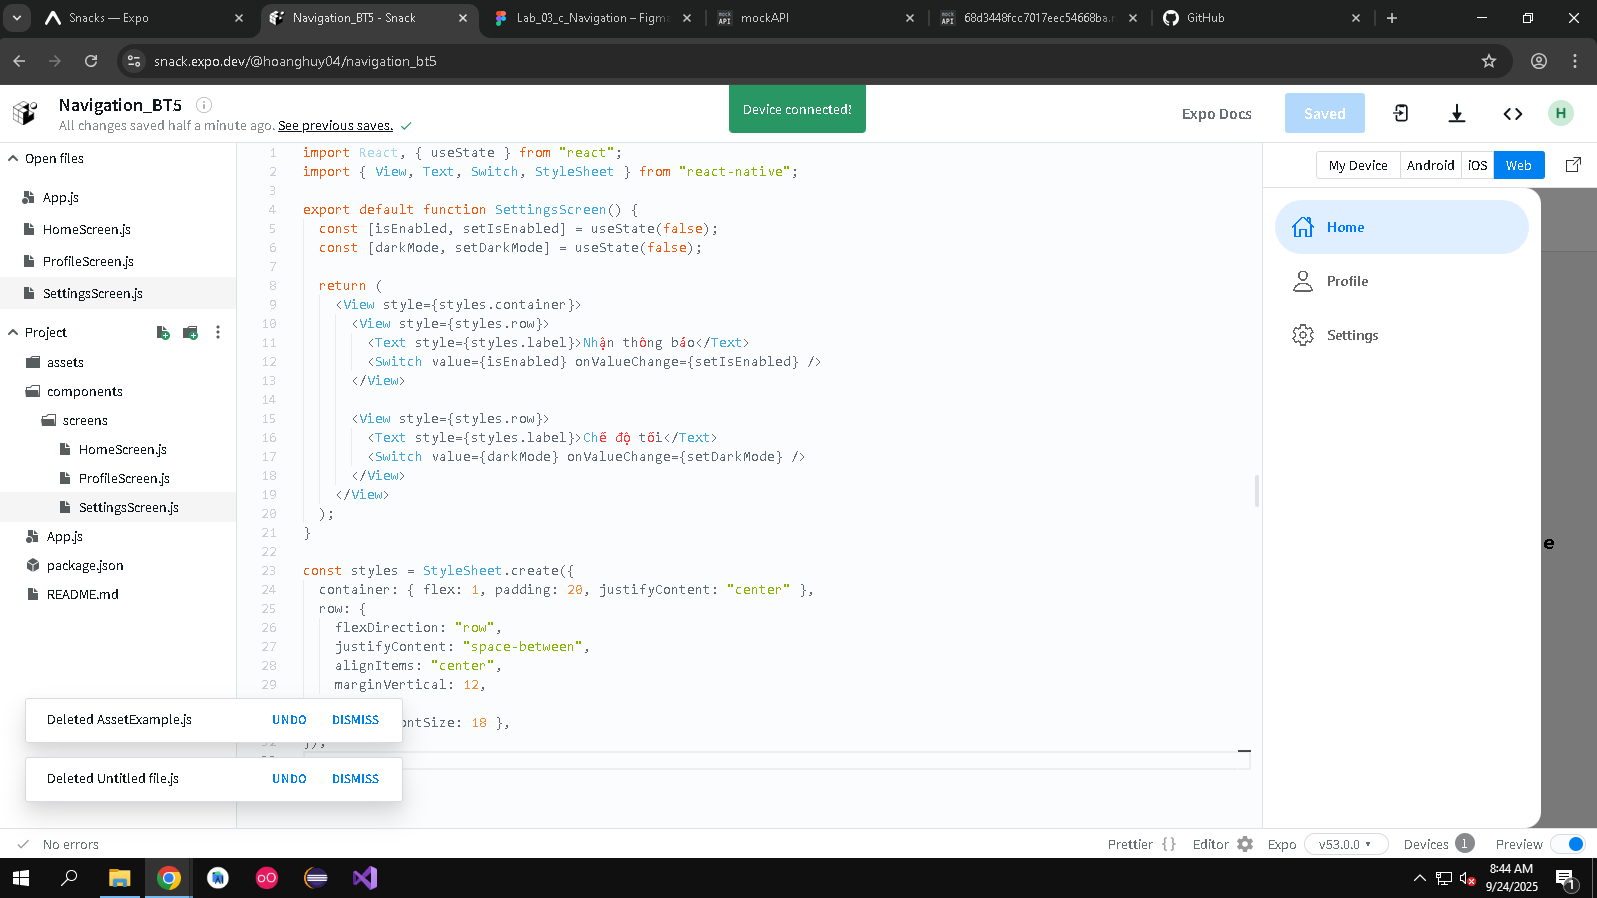 Snacks — Expo
Navigation_BT5 - Snack
Lab_03_c_Navigation – Figma
mockAPI
68d3448fcc7017eec54668ba.m
GitHub
snack.expo.dev/@hoanghuy04/navigation_bt5
Navigation_BT5
All changes saved half a minute ago. See previous saves.
Device connected!
Expo Docs
Saved
H
Open files
App.js
HomeScreen.js
ProfileScreen.js
SettingsScreen.js
Project
assets
components
screens
HomeScreen.js
ProfileScreen.js
SettingsScreen.js
App.js
package.json
README.md
1 import React, { useState } from "react";
2 import { View, Text, Switch, StyleSheet } from "react-native";
3
4 export default function SettingsScreen() {
5 const [isEnabled, setIsEnabled] = useState(false);
6 const [darkMode, setDarkMode] = useState(false);
7
8 return (
9 <View style={styles.container}>
10 <View style={styles.row}>
11 <Text style={styles.label}>Nhận thông báo</Text>
12 <Switch value={isEnabled} onValueChange={setIsEnabled} />
13 </View>
14
15 <View style={styles.row}>
16 <Text style={styles.label}>Chế độ tối</Text>
17 <Switch value={darkMode} onValueChange={setDarkMode} />
18 </View>
19 </View>
20 );
21 }
22
23 const styles = StyleSheet.create({
24 container: { flex: 1, padding: 20, justifyContent: "center" },
25 row: {
26 flexDirection: "row",
27 justifyContent: "space-between",
28 alignItems: "center",
29 marginVertical: 12,
ontSize: 18 },
});
Deleted AssetExample.js UNDO DISMISS
Deleted Untitled file.js UNDO DISMISS
My Device
Android
iOS
Web
Home
Profile
Settings
e
No errors
Prettier { }
Editor
Expo
v53.0.0
Devices 1
Preview
8:44 AM
9/24/2025
1